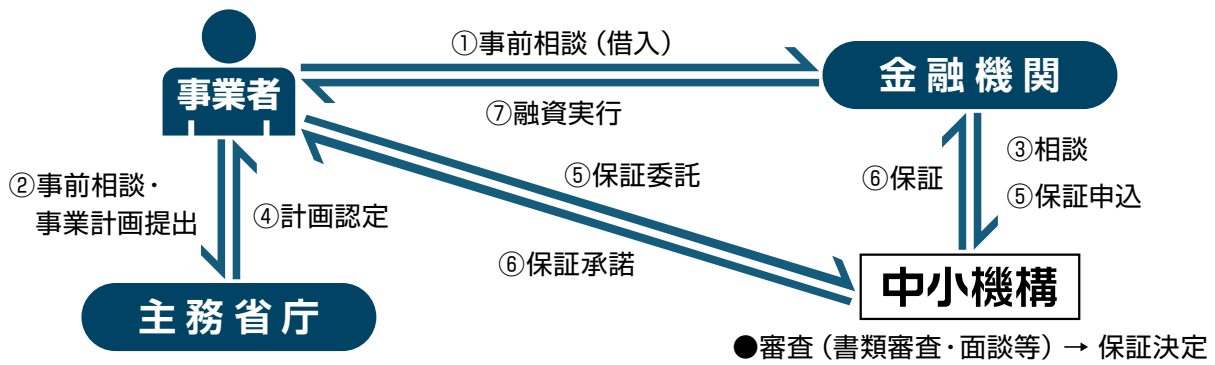 ①事前相談（借入）
事業者
金融機関
⑦融資実行
②事前相談・
事業計画提出
④計画認定
⑤保証委託
⑥保証
③相談
⑤保証申込
⑥保証承諾
主務省庁
中小機構
●審査（書類審査・面談等）→ 保証決定